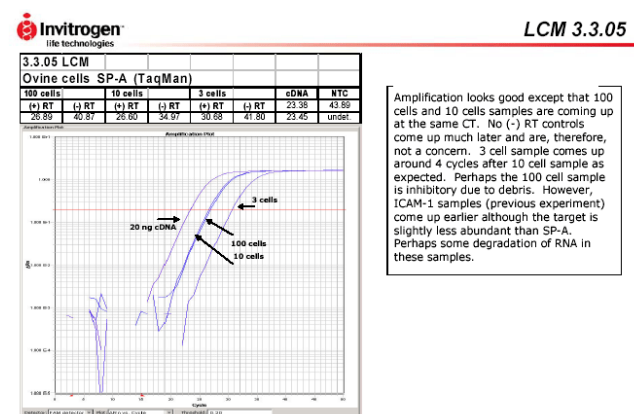 Invitrogen
life technologies
LCM 3.3.05
3.3.05 LCM
Ovine cells SP-A (TaqMan)
100 cells 10 cells 3 cells cDNA NTC
(+) RT (-) RT (+) RT (-) RT (+) RT (-) RT 23.38 43.89
26.89 40.87 26.60 34.97 30.68 41.80 23.45 undet.
Amplification Plot
Amplification Plot
3 cells
20 ng cDNA
100 cells
10 cells
Cycle
Amplification looks good except that 100
cells and 10 cells samples are coming up
at the same CT. No (-) RT controls
come up much later and are, therefore,
not a concern. 3 cell sample comes up
around 4 cycles after 10 cell sample as
expected. Perhaps the 100 cell sample
is inhibitory due to debris. However,
ICAM-1 samples (previous experiment)
come up earlier although the target is
slightly less abundant than SP-A.
Perhaps some degradation of RNA in
these samples.